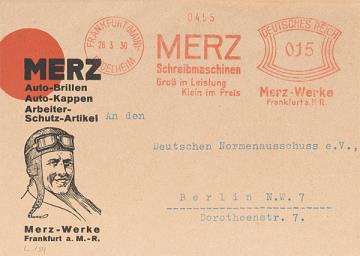 0455
FRANKFURT(MAIN)
26.3.30
DEUTSCHES REICH
015
MERZ
Schreibmaschinen
Groß in Leistung
Klein im Preis
Merz-Werke
Frankfurt a.M.-R.
MERZ
Auto-Brillen
Auto-Kappen
Arbeiter-
Schutz-Artikel
Merz-Werke
Frankfurt a. M.-R.
An den
Deutschen Normenausschuss e.V.,
Berlin N.W. 7
Dorotheenstr. 7.